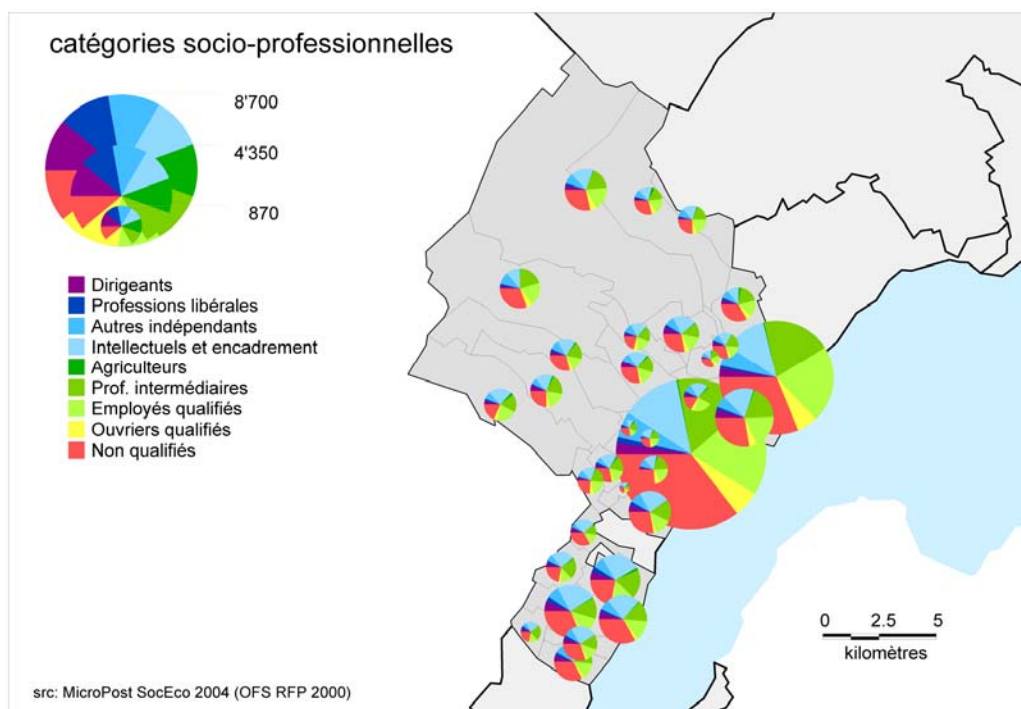 catégories socio-professionnelles
8'700
4'350
870
Dirigeants
Professions libérales
Autres indépendants
Intellectuels et encadrement
Agriculteurs
Prof. intermédiaires
Employés qualifiés
Ouvriers qualifiés
Non qualifiés
0 2.5 5
kilomètres
src: MicroPost SocEco 2004 (OFS RFP 2000)